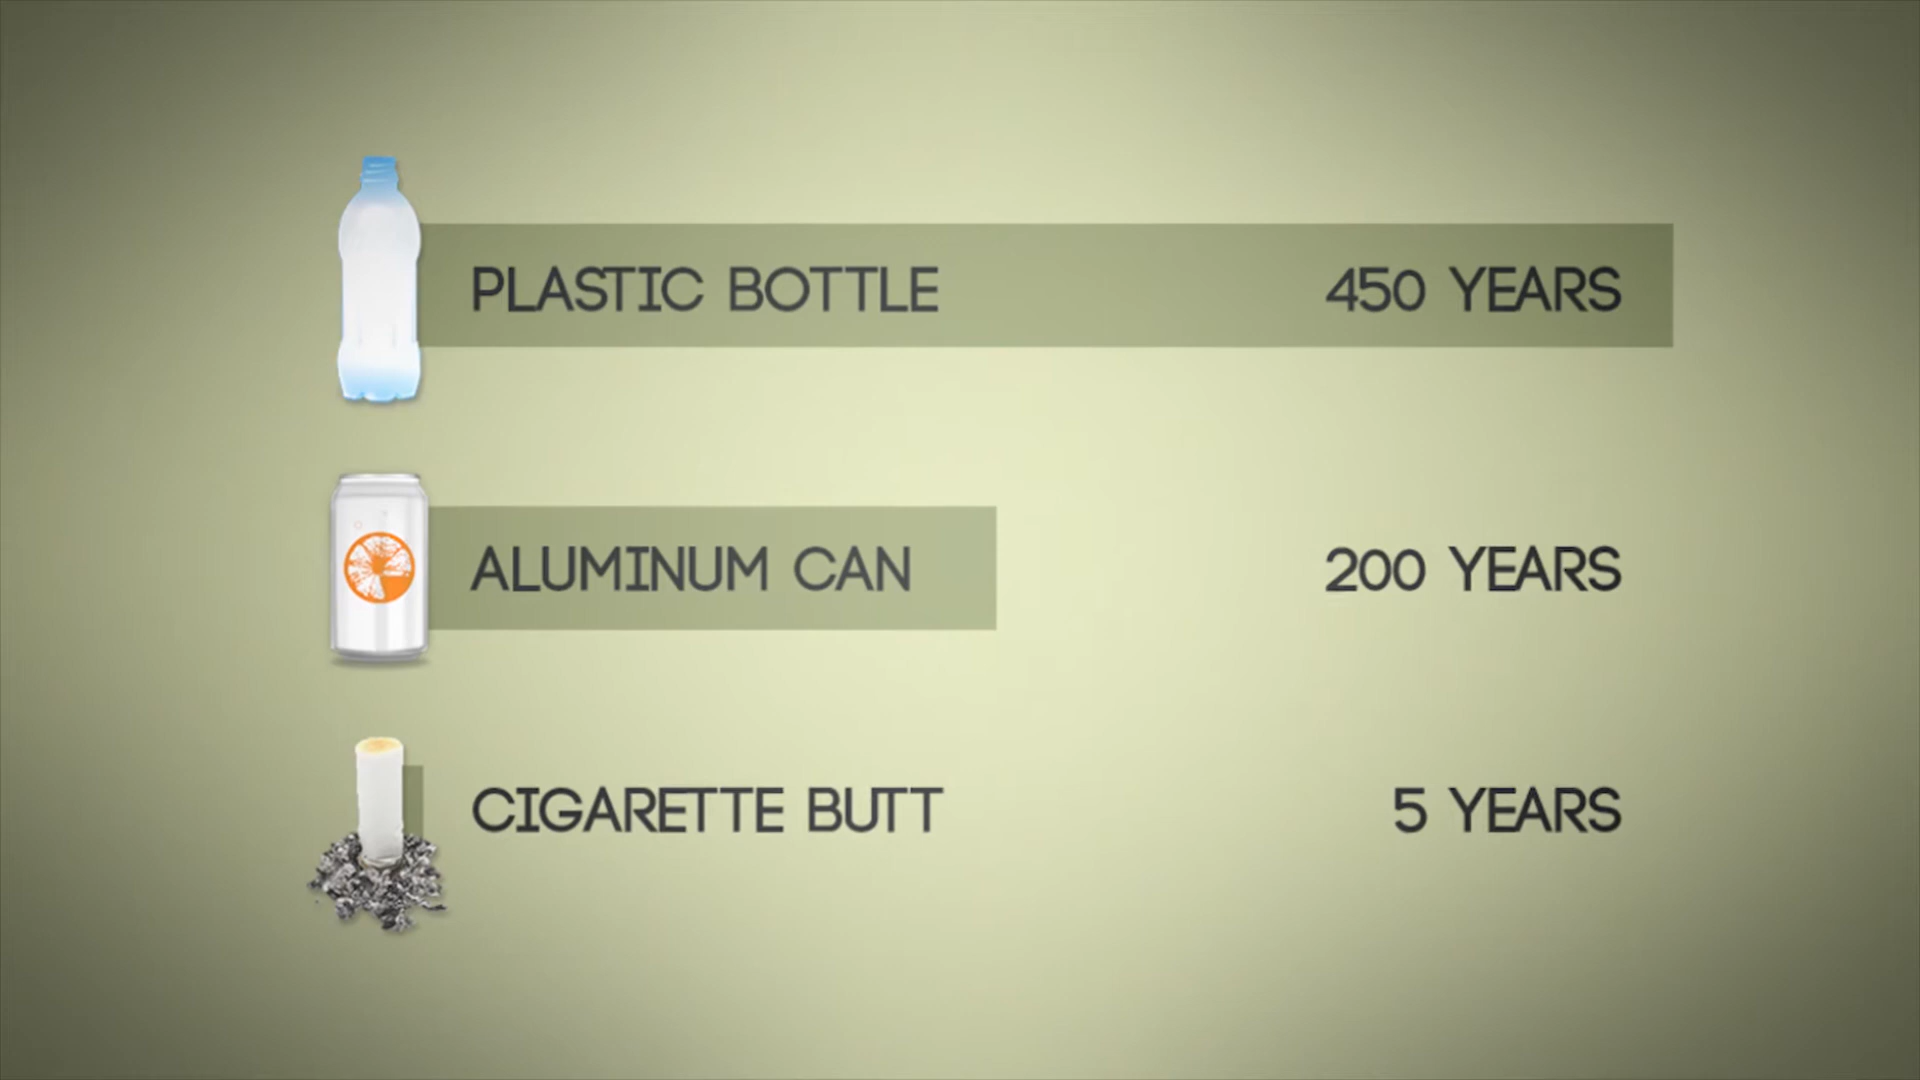 PLASTIC BOTTLE 450 YEARS
ALUMINUM CAN 200 YEARS
CIGARETTE BUTT 5 YEARS